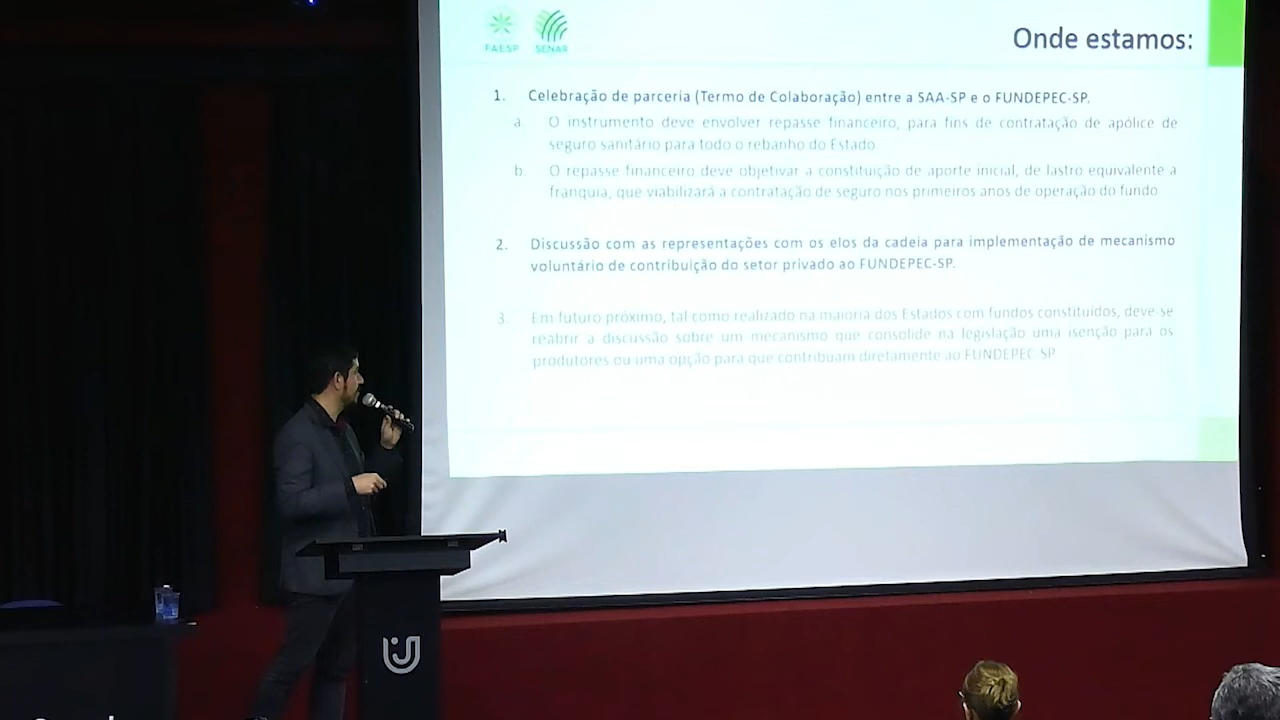 FAESP SENAR
Onde estamos:
1. Celebração de parceria (Termo de Colaboração) entre a SAA-SP e o FUNDEPEC-SP.
a. O instrumento deve envolver repasse financeiro, para fins de contratação de apólice de
seguro sanitário para todo o rebanho do Estado.
b. O repasse financeiro deve objetivar a constituição de aporte inicial, de lastro equivalente a
franquia, que viabilizará a contratação de seguro nos primeiros anos de operação do fundo.
2. Discussão com as representações com os elos da cadeia para implementação de mecanismo
voluntário de contribuição do setor privado ao FUNDEPEC-SP.
3. Em futuro próximo, tal como realizado na maioria dos Estados com fundos constituídos, deve-se
reabrir a discussão sobre um mecanismo que consolide na legislação uma isenção para os
produtores ou uma opção para que contribuam diretamente ao FUNDEPEC-SP.